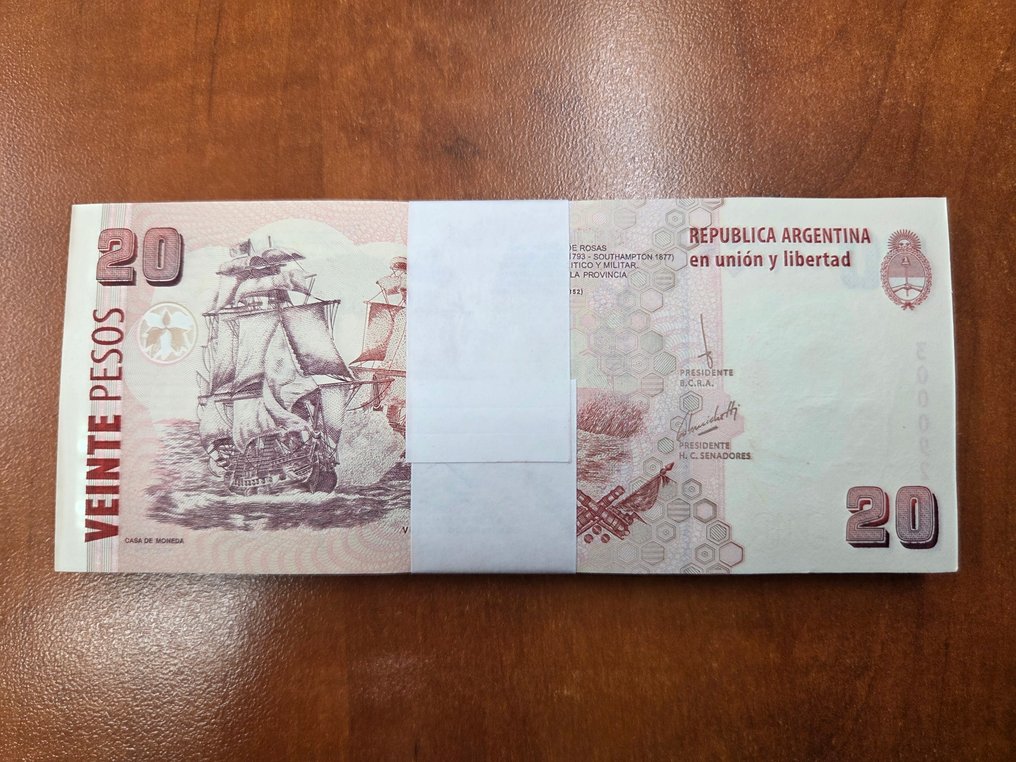 20
VEINTE PESOS
CASA DE MONEDA
V
DE ROSAS
1793 - SOUTHAMPTON 1877)
ITICO Y MILITAR.
LA PROVINCIA
REPUBLICA ARGENTINA
en unión y libertad
PRESIDENTE
B.C.R.A.
PRESIDENTE
H. C. SENADORES
20